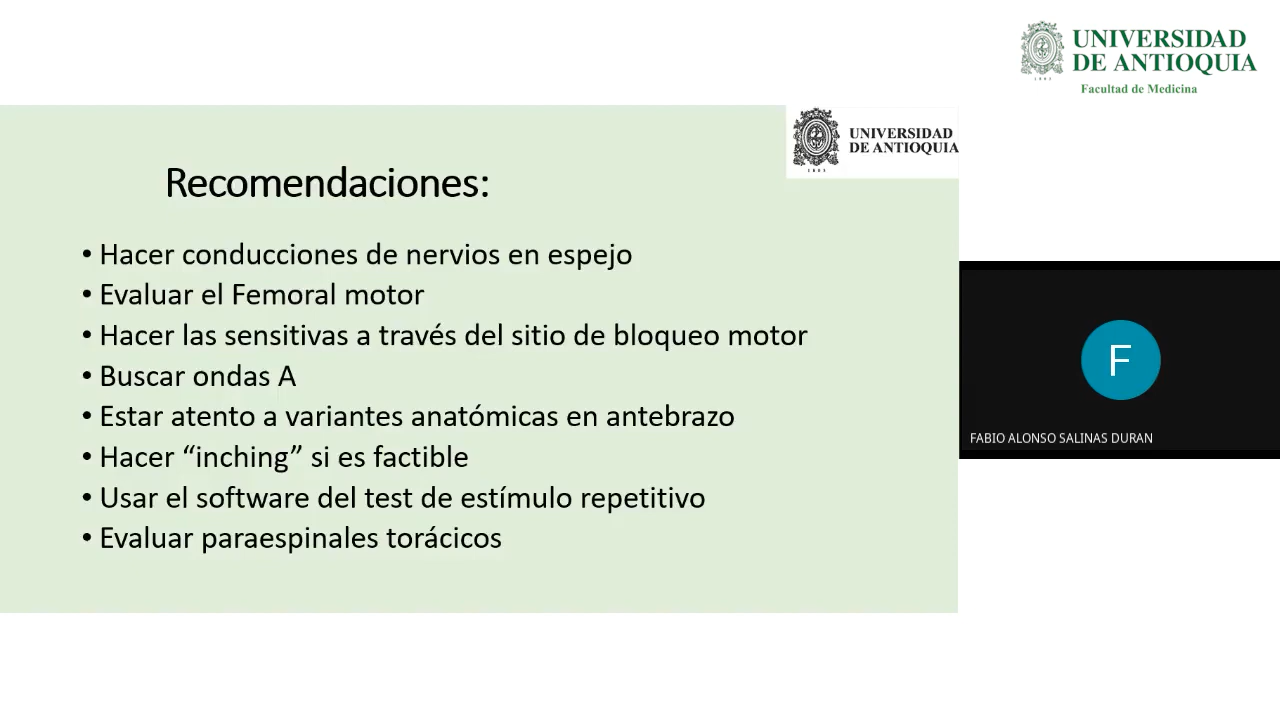 UNIVERSIDAD
DE ANTIOQUIA
1803
Facultad de Medicina
UNIVERSIDAD
DE ANTIOQUIA
1803
Recomendaciones:
• Hacer conducciones de nervios en espejo
• Evaluar el Femoral motor
• Hacer las sensitivas a través del sitio de bloqueo motor
• Buscar ondas A
• Estar atento a variantes anatómicas en antebrazo
• Hacer “inching” si es factible
• Usar el software del test de estímulo repetitivo
• Evaluar paraespinales torácicos
F
FABIO ALONSO SALINAS DURAN